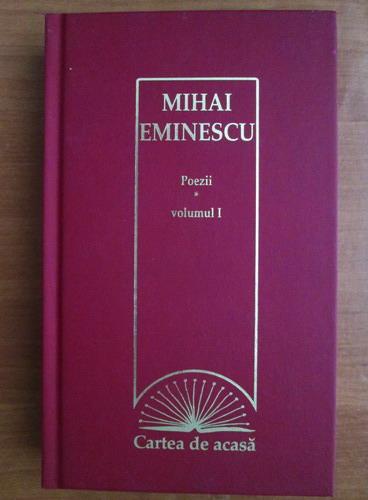 MIHAI
EMINESCU
Poezii
*
volumul I
Cartea de acasă